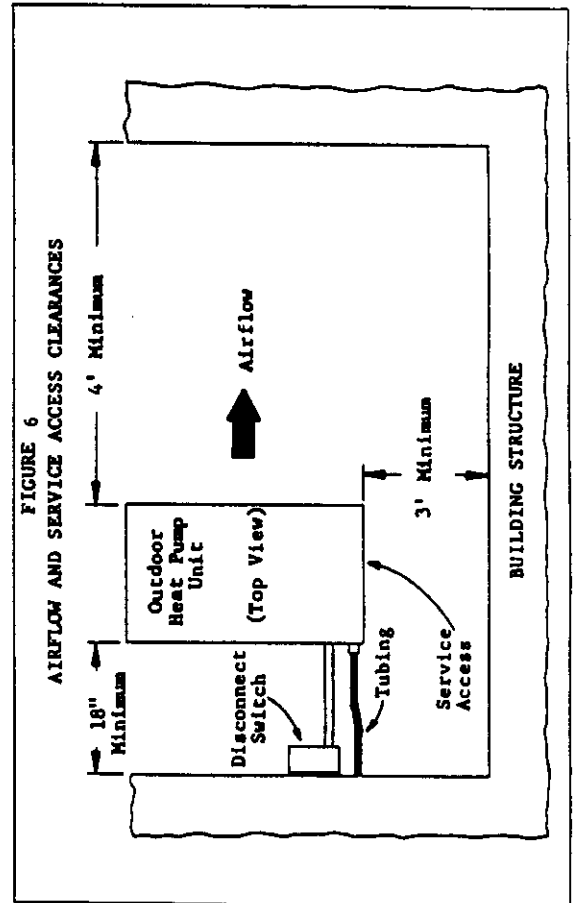 FIGURE 6
AIRFLOW AND SERVICE ACCESS CLEARANCES
18"
Minimum
4' Minimum
Outdoor
Heat Pump
Unit
(Top View)
Airflow
Disconnect
Switch
Tubing
Service
Access
3' Minimum
BUILDING STRUCTURE